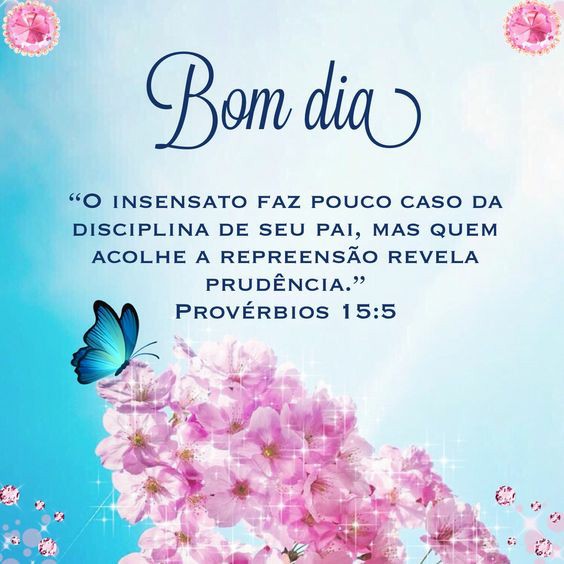 Bom dia
“O insensato faz pouco caso da
disciplina de seu pai, mas quem
acolhe a repreensão revela
prudência.”
Provérbios 15:5